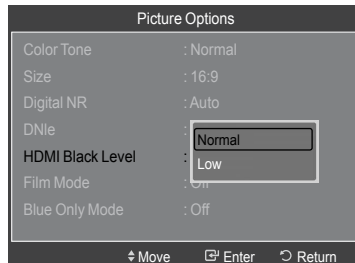 Picture Options
Color Tone : Normal
Size : 16:9
Digital NR : Auto
DNIe
Normal
HDMI Black Level :
Low
Film Mode : Off
Blue Only Mode : Off
Move Enter Return